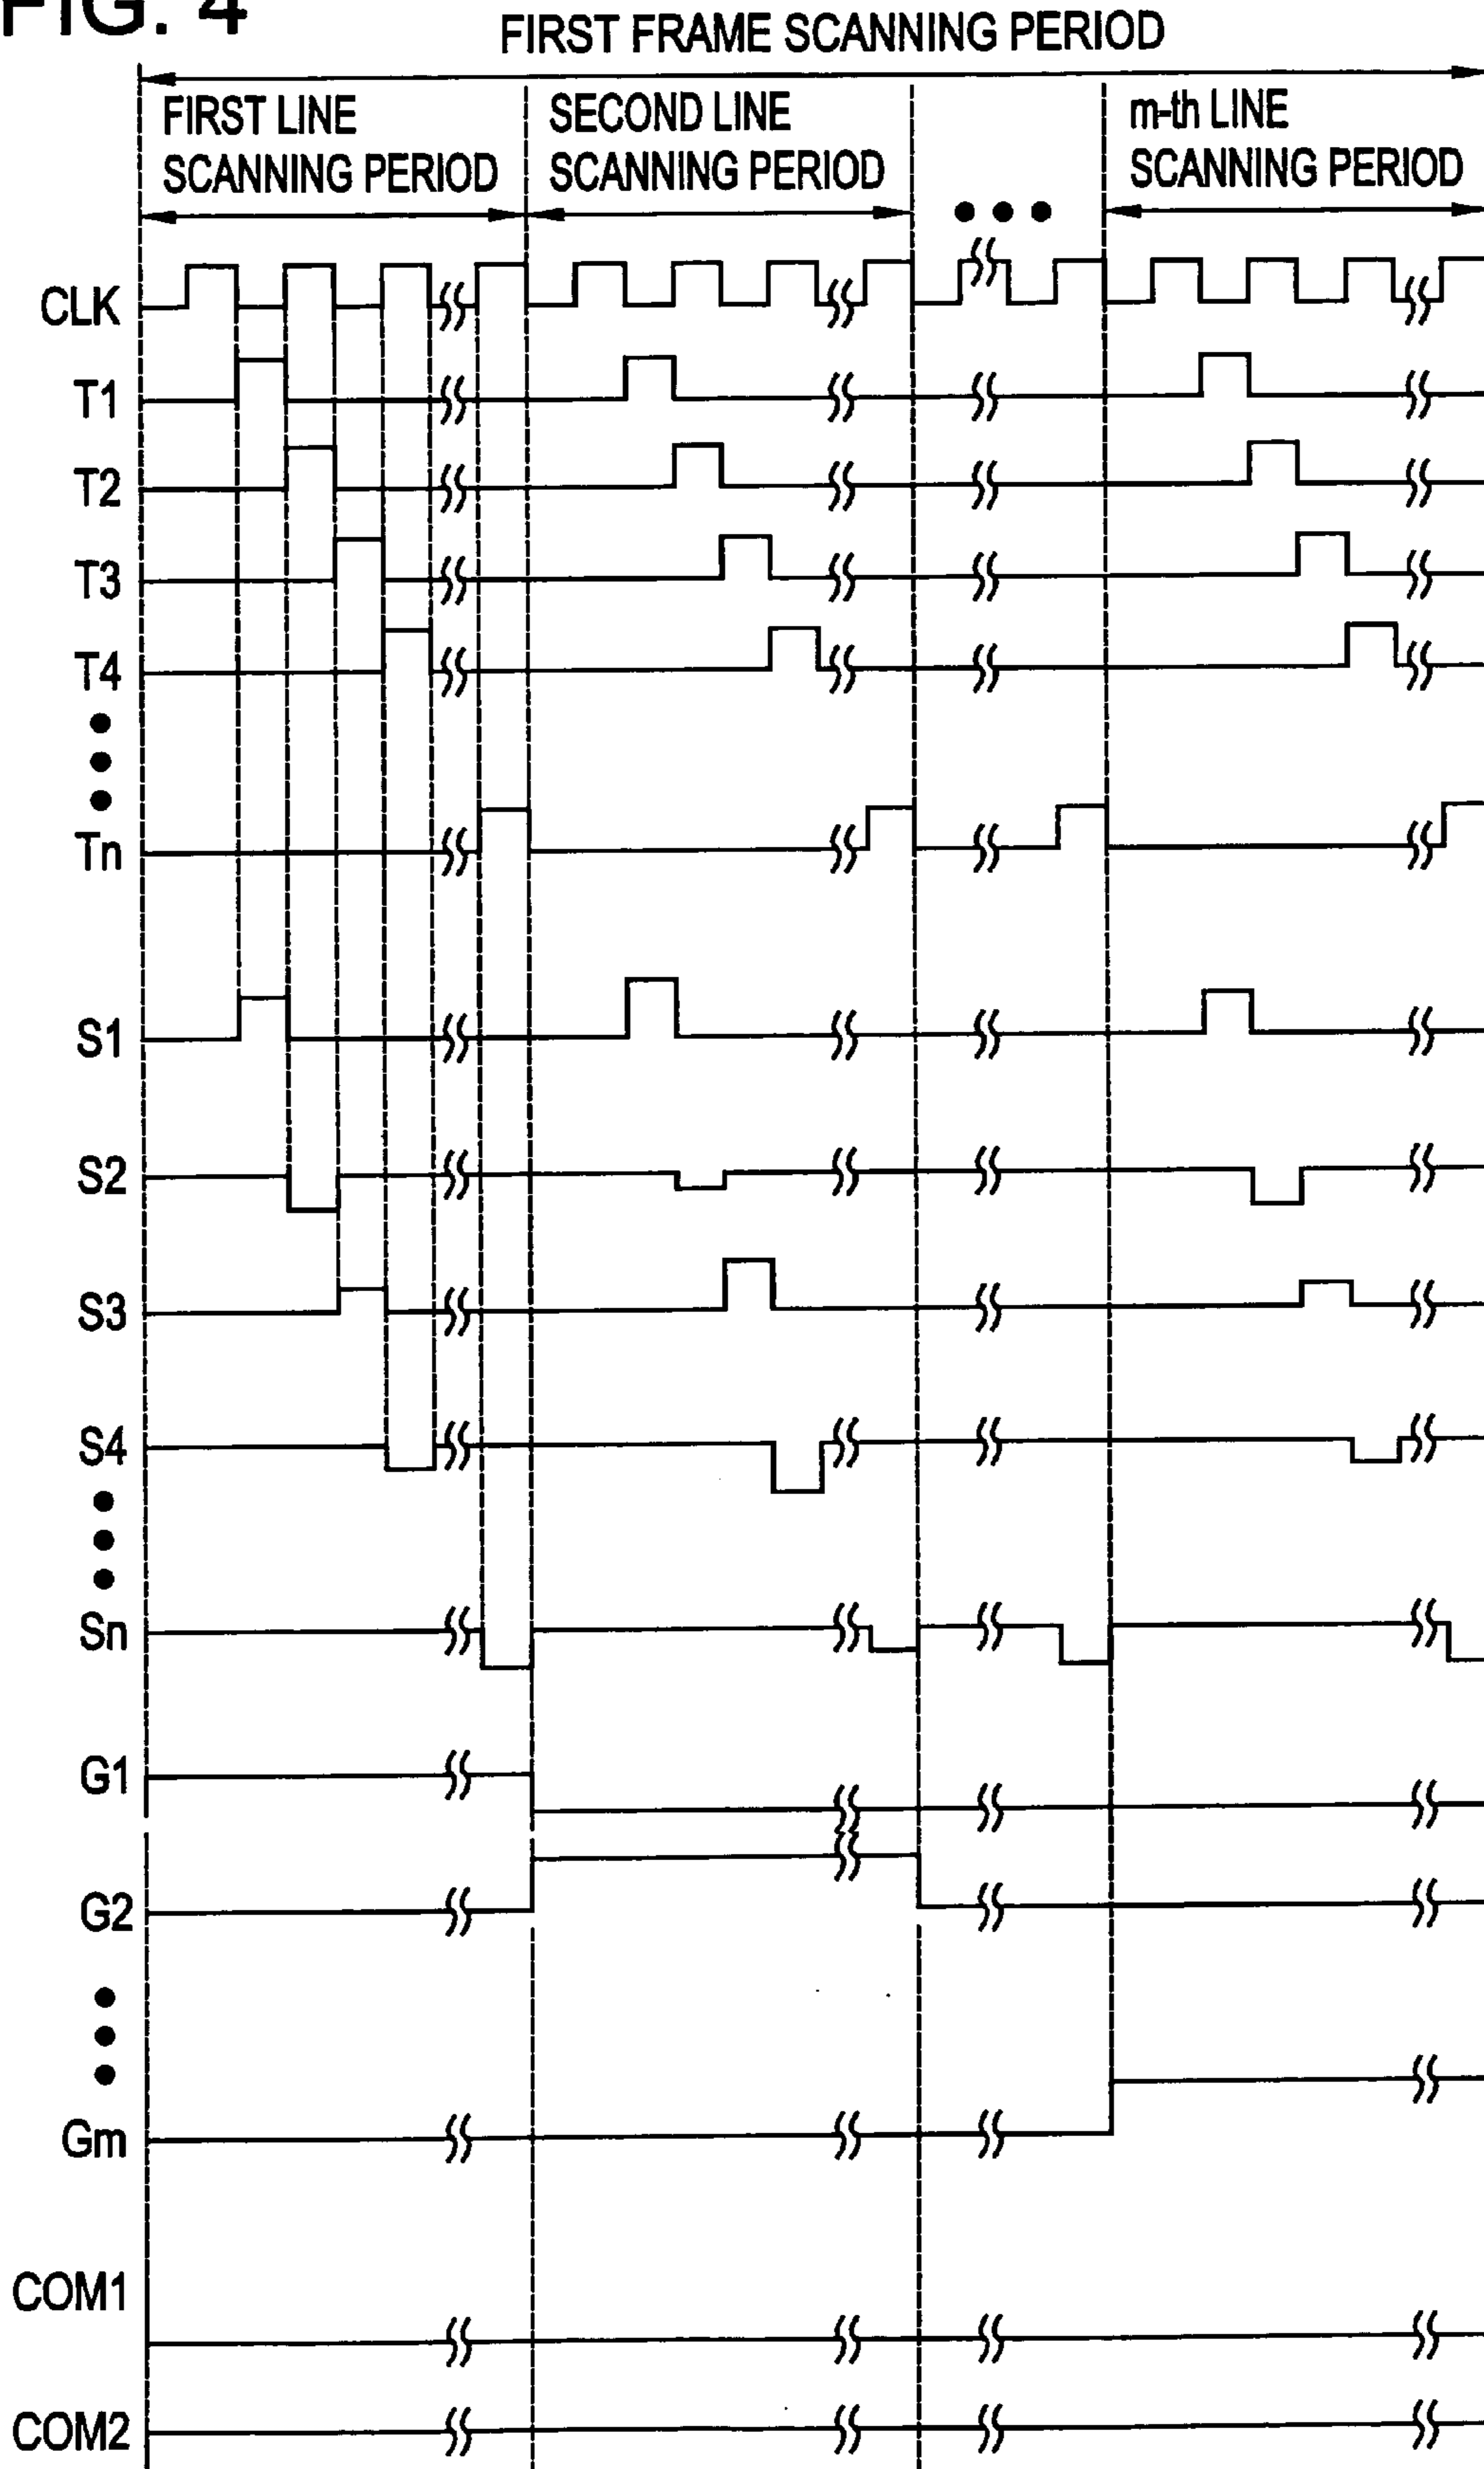 FIG. 4
FIRST FRAME SCANNING PERIOD
FIRST LINE
SCANNING PERIOD
SECOND LINE
SCANNING PERIOD
m-th LINE
SCANNING PERIOD
CLK
T1
T2
T3
T4
Tn
S1
S2
S3
S4
Sn
G1
G2
Gm
COM1
COM2